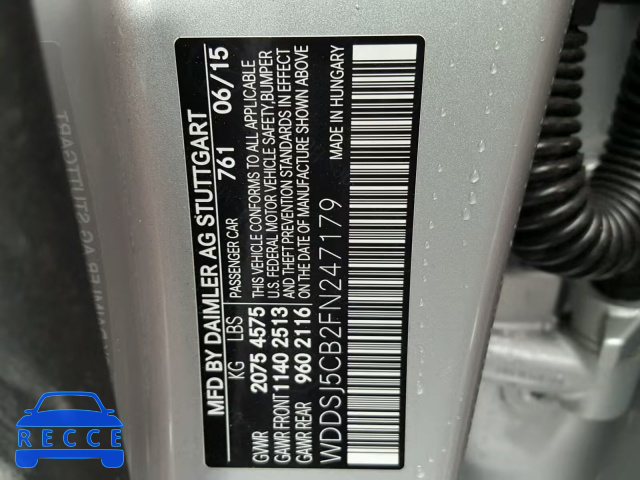 MFD BY DAIMLER AG STUTTGART
KG LBS 761 06/15
PASSENGER CAR
GVWR 2075 4575 THIS VEHICLE CONFORMS TO ALL APPLICABLE
U.S. FEDERAL MOTOR VEHICLE SAFETY, BUMPER
GAWR FRONT 1140 2513 AND THEFT PREVENTION STANDARDS IN EFFECT
GAWR REAR 960 2116 ON THE DATE OF MANUFACTURE SHOWN ABOVE
WDDSJ5CB2FN247179 MADE IN HUNGARY
RECCE